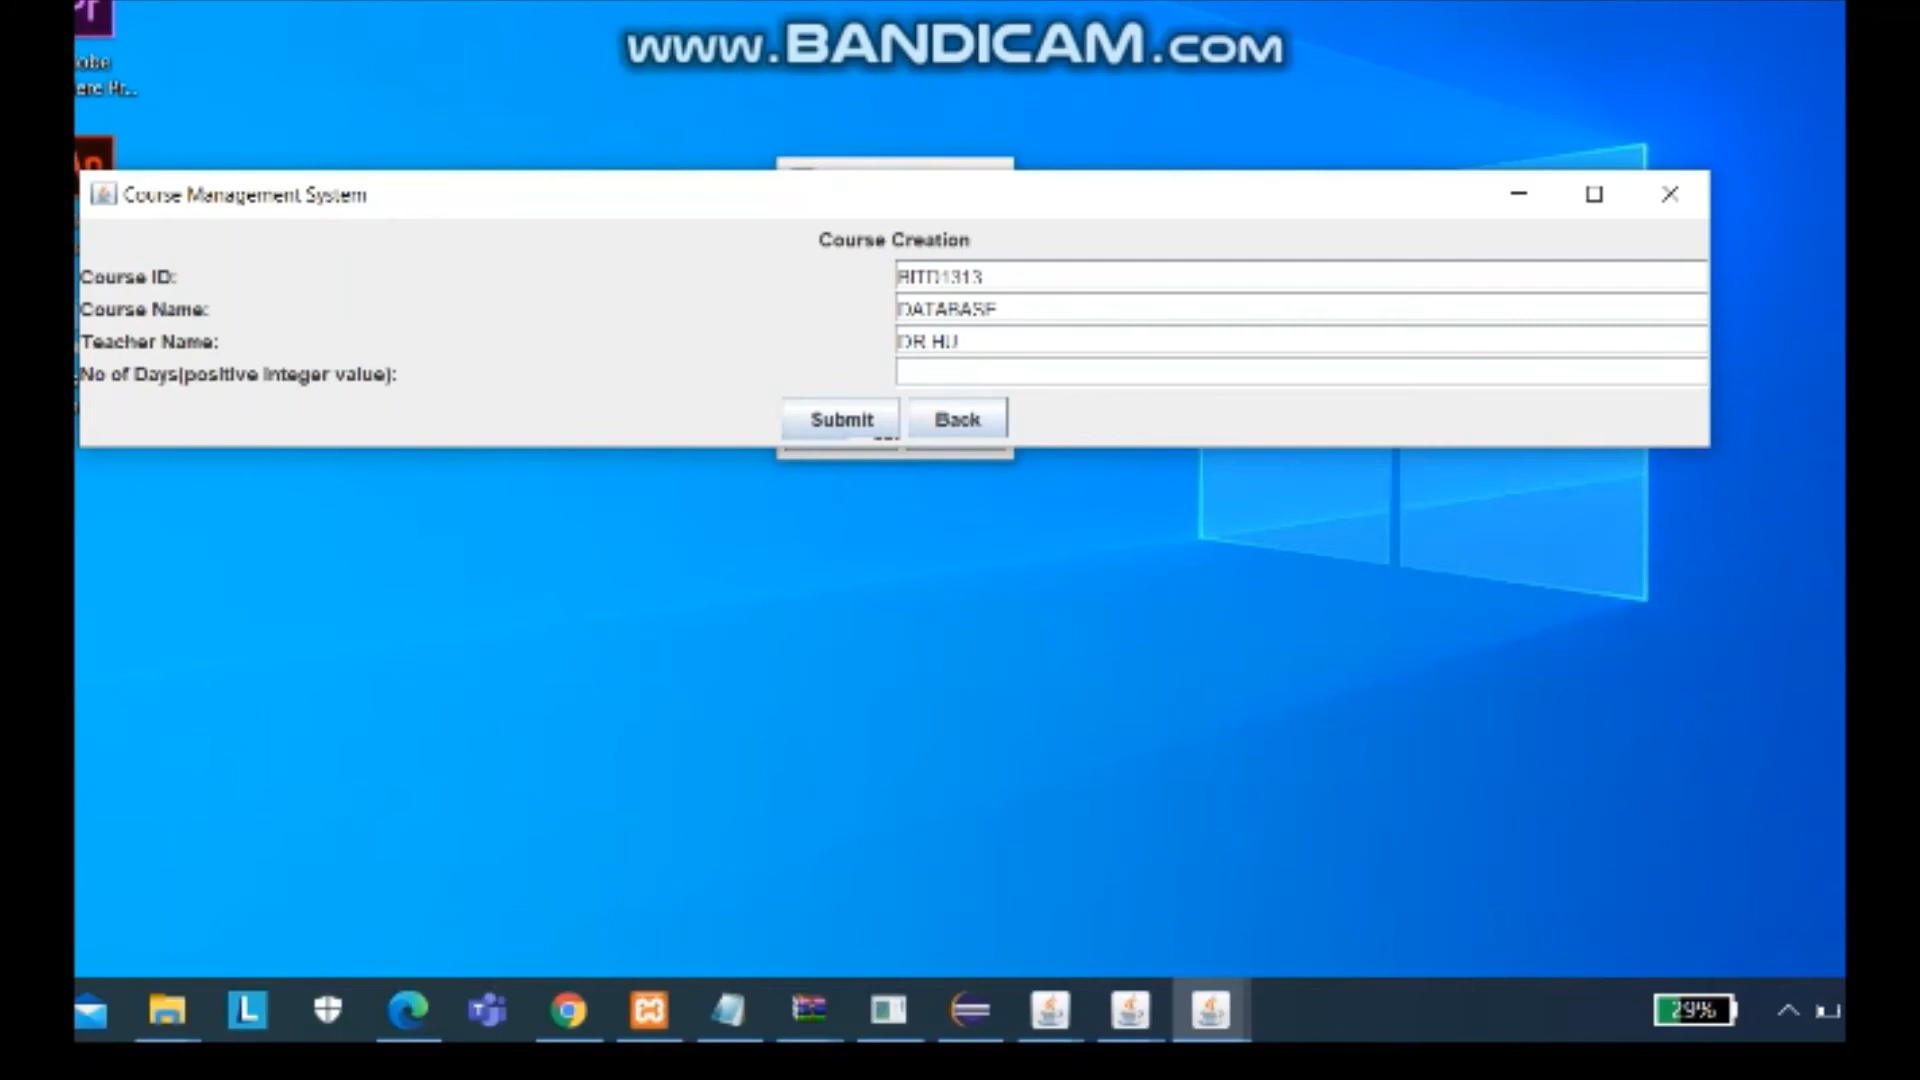 www.BANDICAM.com
Course Management System
Course Creation
Course ID:
BITD1313
Course Name:
DATABASE
Teacher Name:
DR HU
No of Days(positive integer value):
Submit
Back
29%